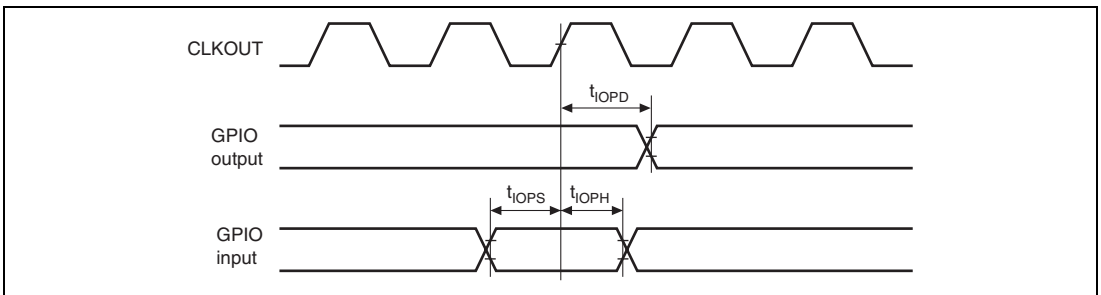 CLKOUT
tIOPD
GPIO
output
tIOPS
tIOPH
GPIO
input